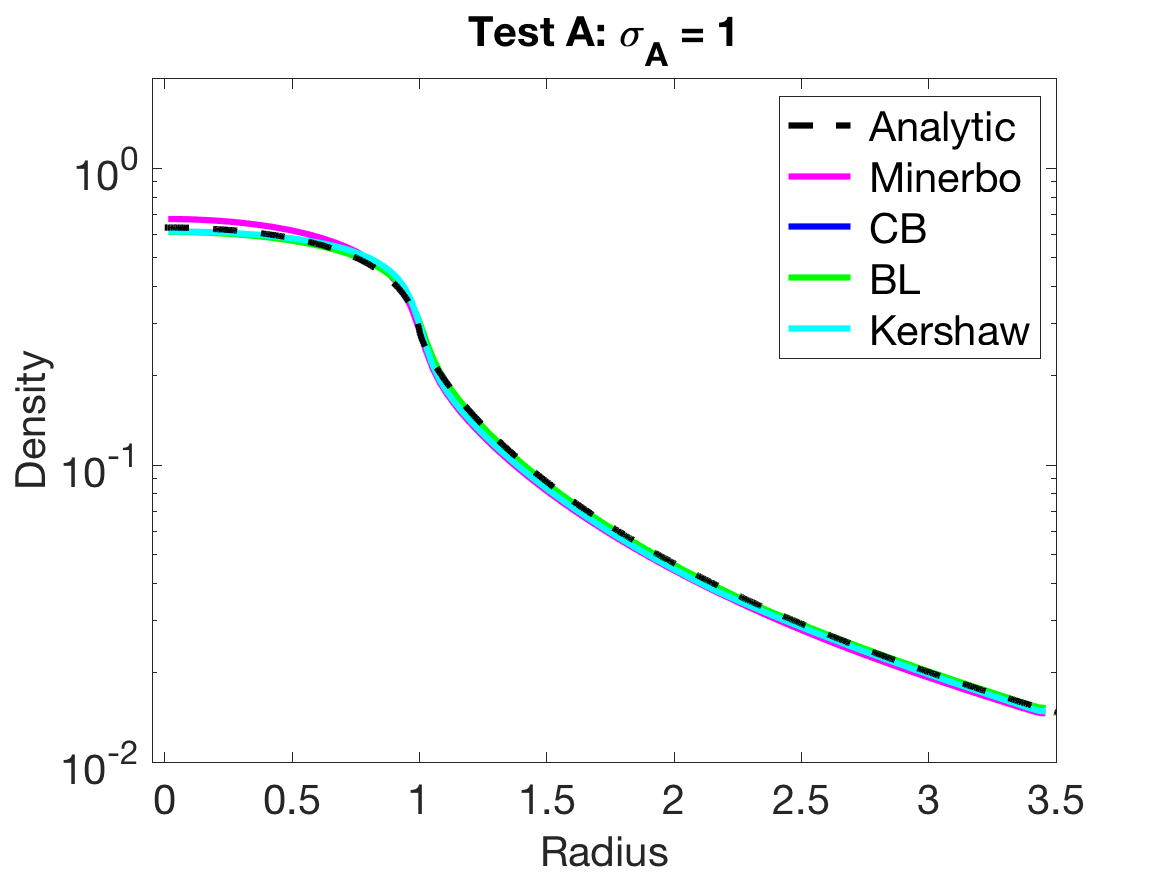 Test A: σ_A = 1
Analytic
Minerbo
CB
BL
Kershaw
Density
10^0
10^-1
10^-2
0 0.5 1 1.5 2 2.5 3 3.5
Radius